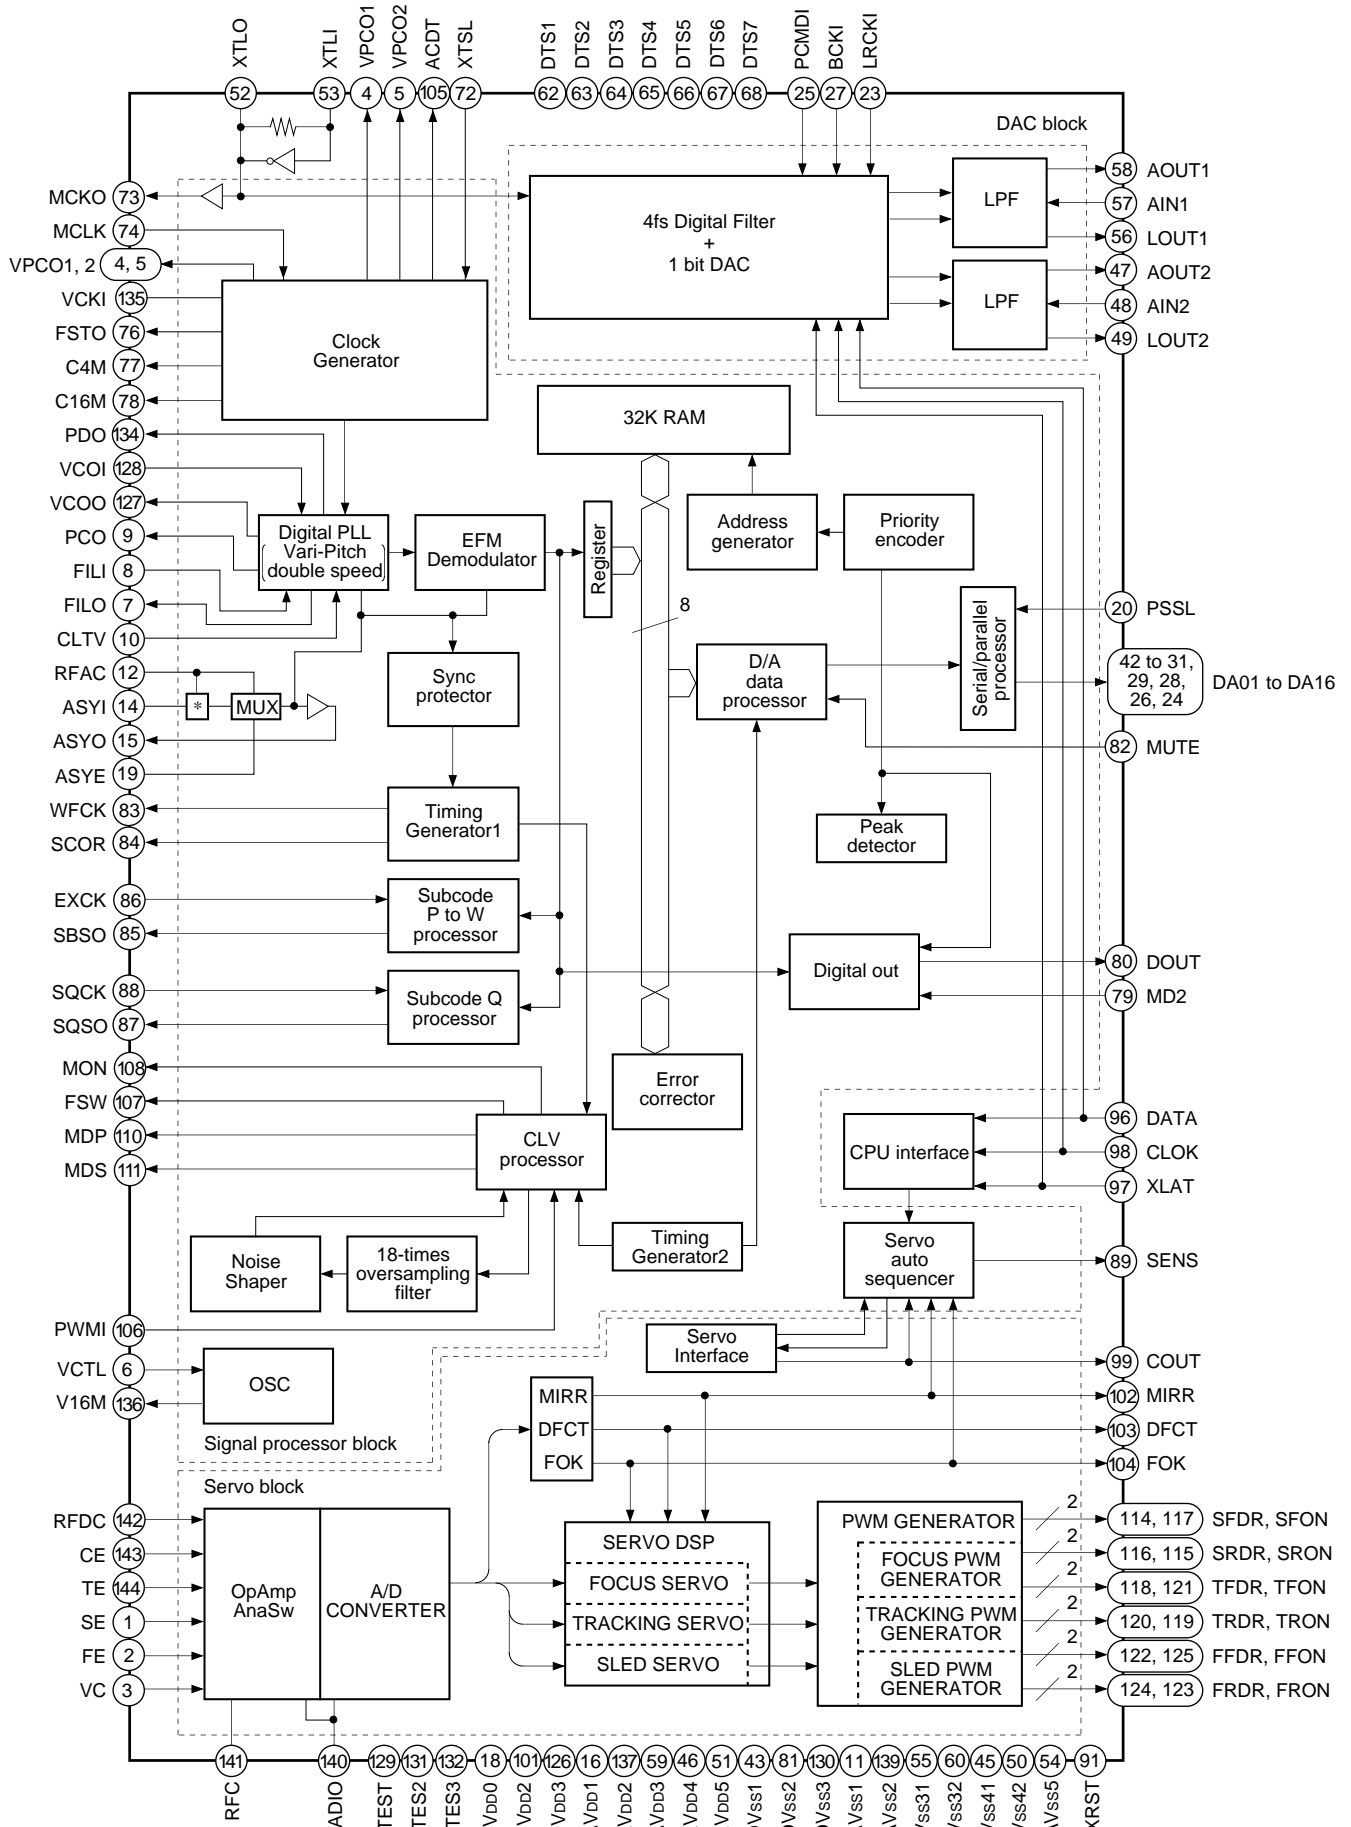 XTLO
XTLI
VPCO1
VPCO2
ACDT
XTSL
DTS1
DTS2
DTS3
DTS4
DTS5
DTS6
DTS7
PCMDI
BCKI
LRCKI
52
53
4
5
105
72
62
63
64
65
66
67
68
25
27
23
DAC block
MCKO 73
MCLK 74
VPCO1, 2 4, 5
VCKI 135
FSTO 76
C4M 77
C16M 78
PDO 134
VCOI 128
VCOO 127
PCO 9
FILI 8
FILO 7
CLTV 10
RFAC 12
ASYI 14
ASYO 15
ASYE 19
WFCK 83
SCOR 84
EXCK 86
SBSO 85
SQCK 88
SQSO 87
MON 108
FSW 107
MDP 110
MDS 111
PWMI 106
VCTL 6
V16M 136
RFDC 142
CE 143
TE 144
SE 1
FE 2
VC 3
4fs Digital Filter
+
1 bit DAC
LPF
LPF
Clock
Generator
32K RAM
Digital PLL
Vari-Pitch
double speed
EFM
Demodulator
Register
Address
generator
Priority
encoder
8
Sync
protector
D/A
data
processor
Serial/parallel
processor
*
MUX
Timing
Generator1
Peak
detector
Subcode
P to W
processor
Digital out
Subcode Q
processor
Error
corrector
CLV
processor
CPU interface
Noise
Shaper
18-times
oversampling
filter
Timing
Generator2
Servo
auto
sequencer
Servo
Interface
OSC
Signal processor block
MIRR
DFCT
FOK
Servo block
OpAmp
AnaSw
A/D
CONVERTER
SERVO DSP
FOCUS SERVO
TRACKING SERVO
SLED SERVO
PWM GENERATOR
FOCUS PWM
GENERATOR
TRACKING PWM
GENERATOR
SLED PWM
GENERATOR
2
2
2
2
2
2
58 AOUT1
57 AIN1
56 LOUT1
47 AOUT2
48 AIN2
49 LOUT2
20 PSSL
42 to 31,
29, 28,
26, 24
DA01 to DA16
82 MUTE
80 DOUT
79 MD2
96 DATA
98 CLOK
97 XLAT
89 SENS
99 COUT
102 MIRR
103 DFCT
104 FOK
114, 117 SFDR, SFON
116, 115 SRDR, SRON
118, 121 TFDR, TFON
120, 119 TRDR, TRON
122, 125 FFDR, FFON
124, 123 FRDR, FRON
141
140
129
131
132
18
101
126
16
137
59
46
51
43
81
130
11
139
55
60
45
50
54
91
RFC
ADIO
TEST
TES2
TES3
XRST